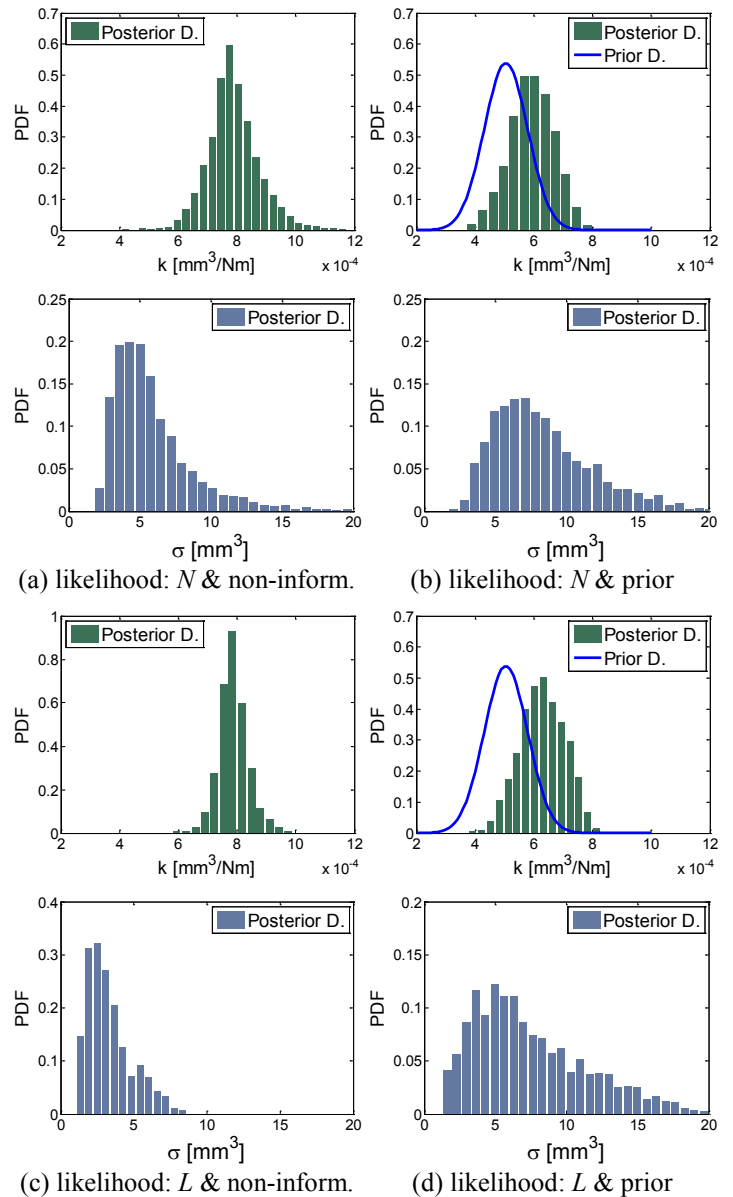 Posterior D.
PDF
0.7
0.6
0.5
0.4
0.3
0.2
0.1
0
2 4 6 8 10 12
k [mm³/Nm]
x 10⁻⁴
Posterior D.
Prior D.
PDF
0.7
0.6
0.5
0.4
0.3
0.2
0.1
0
2 4 6 8 10 12
k [mm³/Nm]
x 10⁻⁴
Posterior D.
PDF
0.25
0.2
0.15
0.1
0.05
0
0 5 10 15 20
σ [mm³]
Posterior D.
PDF
0.25
0.2
0.15
0.1
0.05
0
0 5 10 15 20
σ [mm³]
(a) likelihood: N & non-inform.
(b) likelihood: N & prior
Posterior D.
PDF
1
0.8
0.6
0.4
0.2
0
2 4 6 8 10 12
k [mm³/Nm]
x 10⁻⁴
Posterior D.
Prior D.
PDF
0.7
0.6
0.5
0.4
0.3
0.2
0.1
0
2 4 6 8 10 12
k [mm³/Nm]
x 10⁻⁴
Posterior D.
PDF
0.4
0.3
0.2
0.1
0
0 5 10 15 20
σ [mm³]
Posterior D.
PDF
0.2
0.15
0.1
0.05
0
0 5 10 15 20
σ [mm³]
(c) likelihood: L & non-inform.
(d) likelihood: L & prior